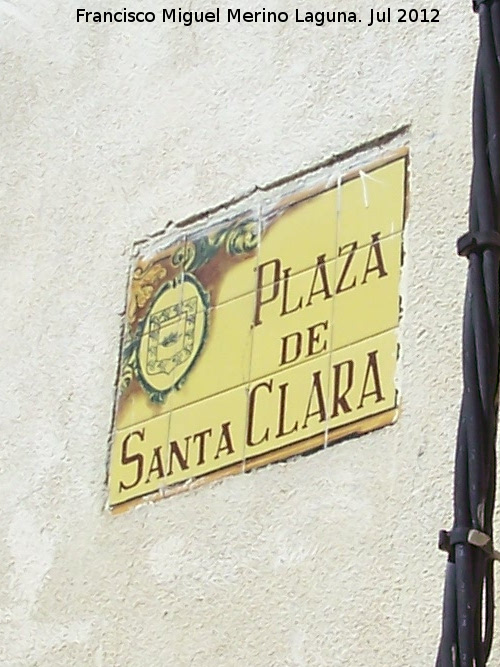 Francisco Miguel Merino Laguna. Jul 2012
PLAZA
DE
SANTA CLARA